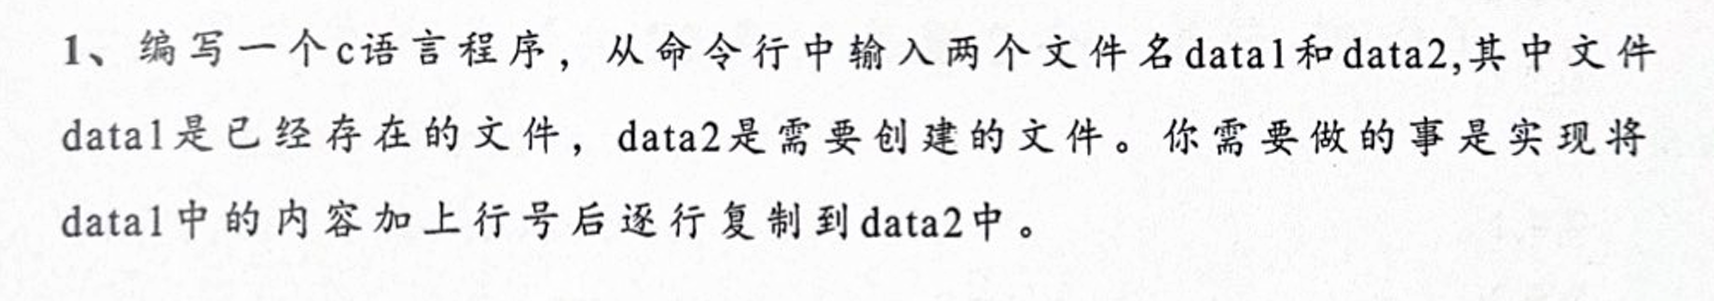 1、编写一个c语言程序，从命令行中输入两个文件名data1和data2,其中文件
data1是已经存在的文件，data2是需要创建的文件。你需要做的事是实现将
data1中的内容加上行号后逐行复制到data2中。